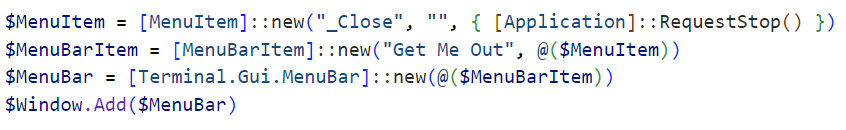 $MenuItem = [MenuItem]::new("_Close", "", { [Application]::RequestStop() })
$MenuBarItem = [MenuBarItem]::new("Get Me Out", @($MenuItem))
$MenuBar = [Terminal.Gui.MenuBar]::new(@($MenuBarItem))
$Window.Add($MenuBar)